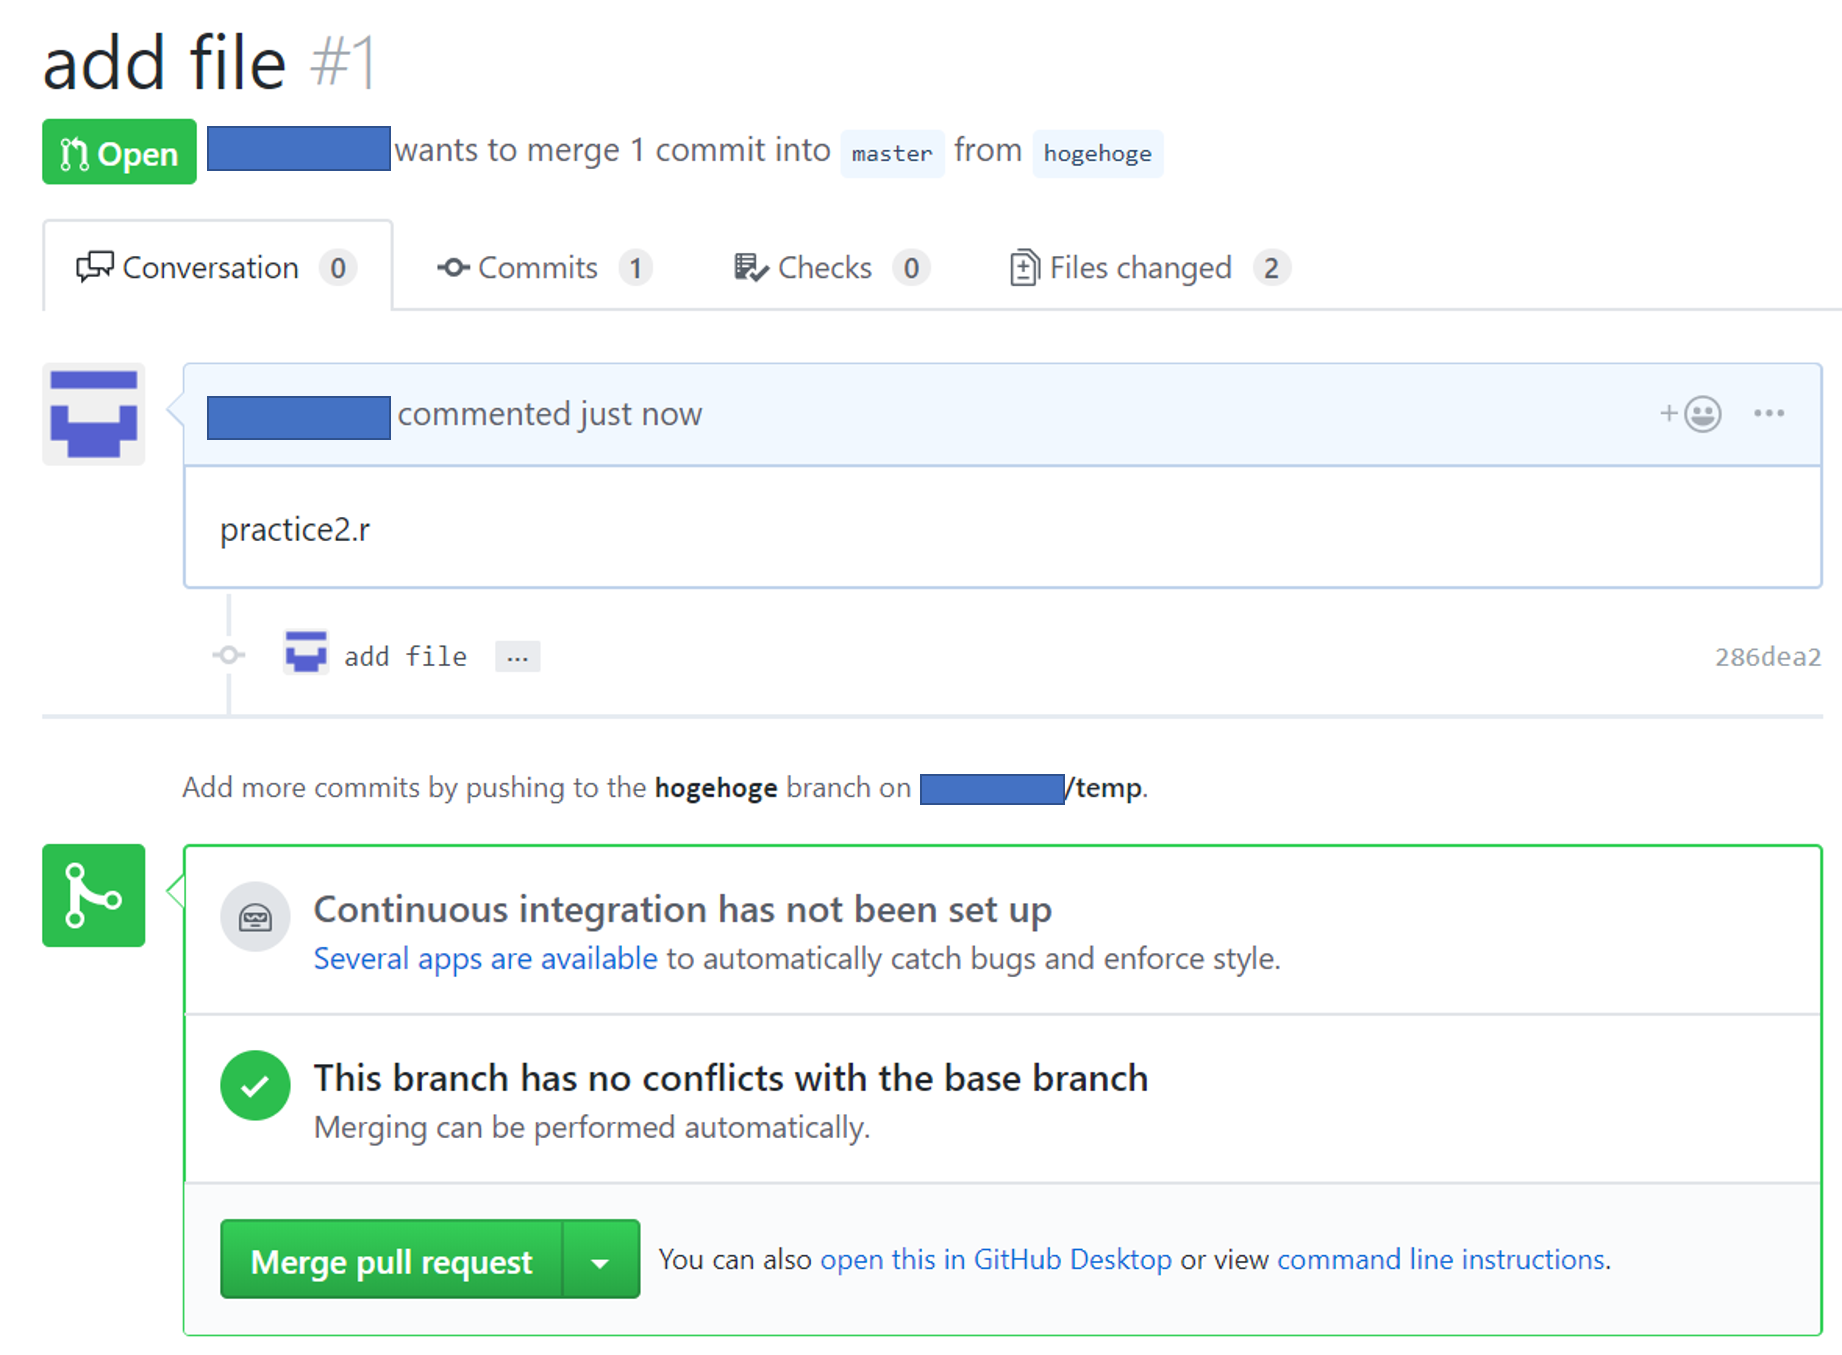 add file #1
Open wants to merge 1 commit into master from hogehoge
Conversation 0 Commits 1 Checks 0 Files changed 2
commented just now
practice2.r
add file ... 286dea2
Add more commits by pushing to the hogehoge branch on /temp.
Continuous integration has not been set up
Several apps are available to automatically catch bugs and enforce style.
This branch has no conflicts with the base branch
Merging can be performed automatically.
Merge pull request You can also open this in GitHub Desktop or view command line instructions.